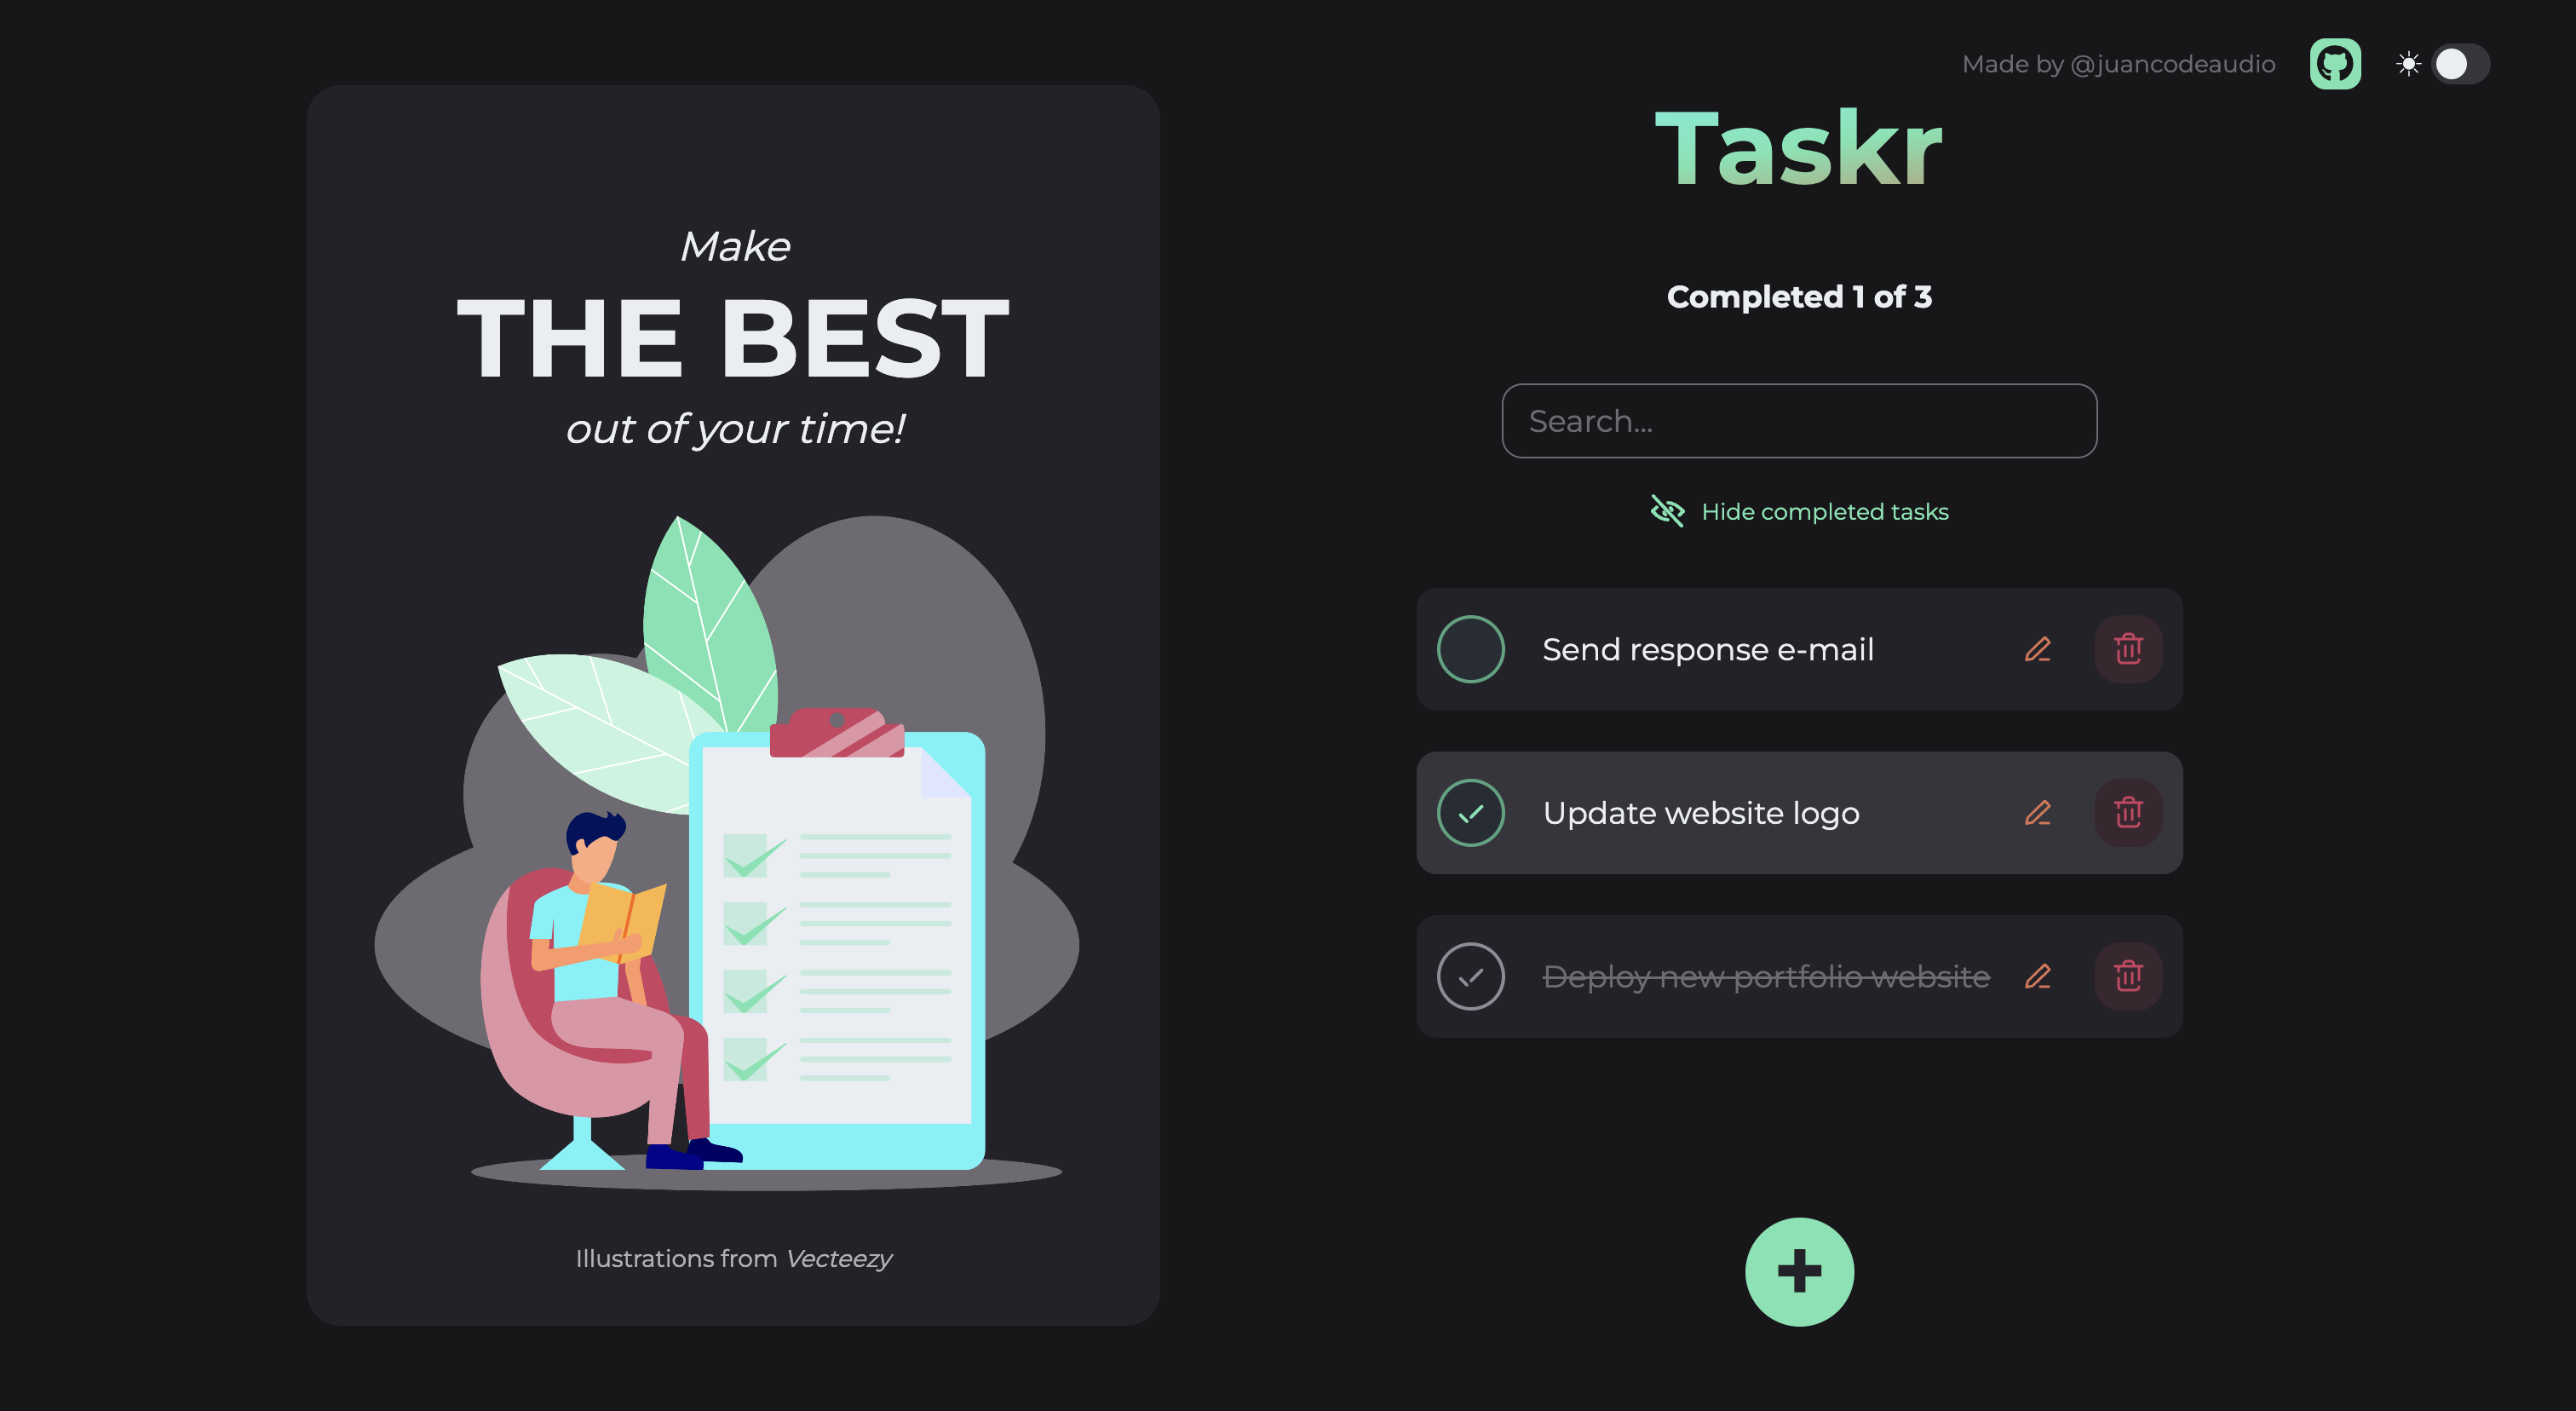 Made by @juancodeaudio
Make
THE BEST
out of your time!
Illustrations from Vecteezy
Taskr
Completed 1 of 3
Search...
Hide completed tasks
Send response e-mail
Update website logo
Deploy new portfolio website